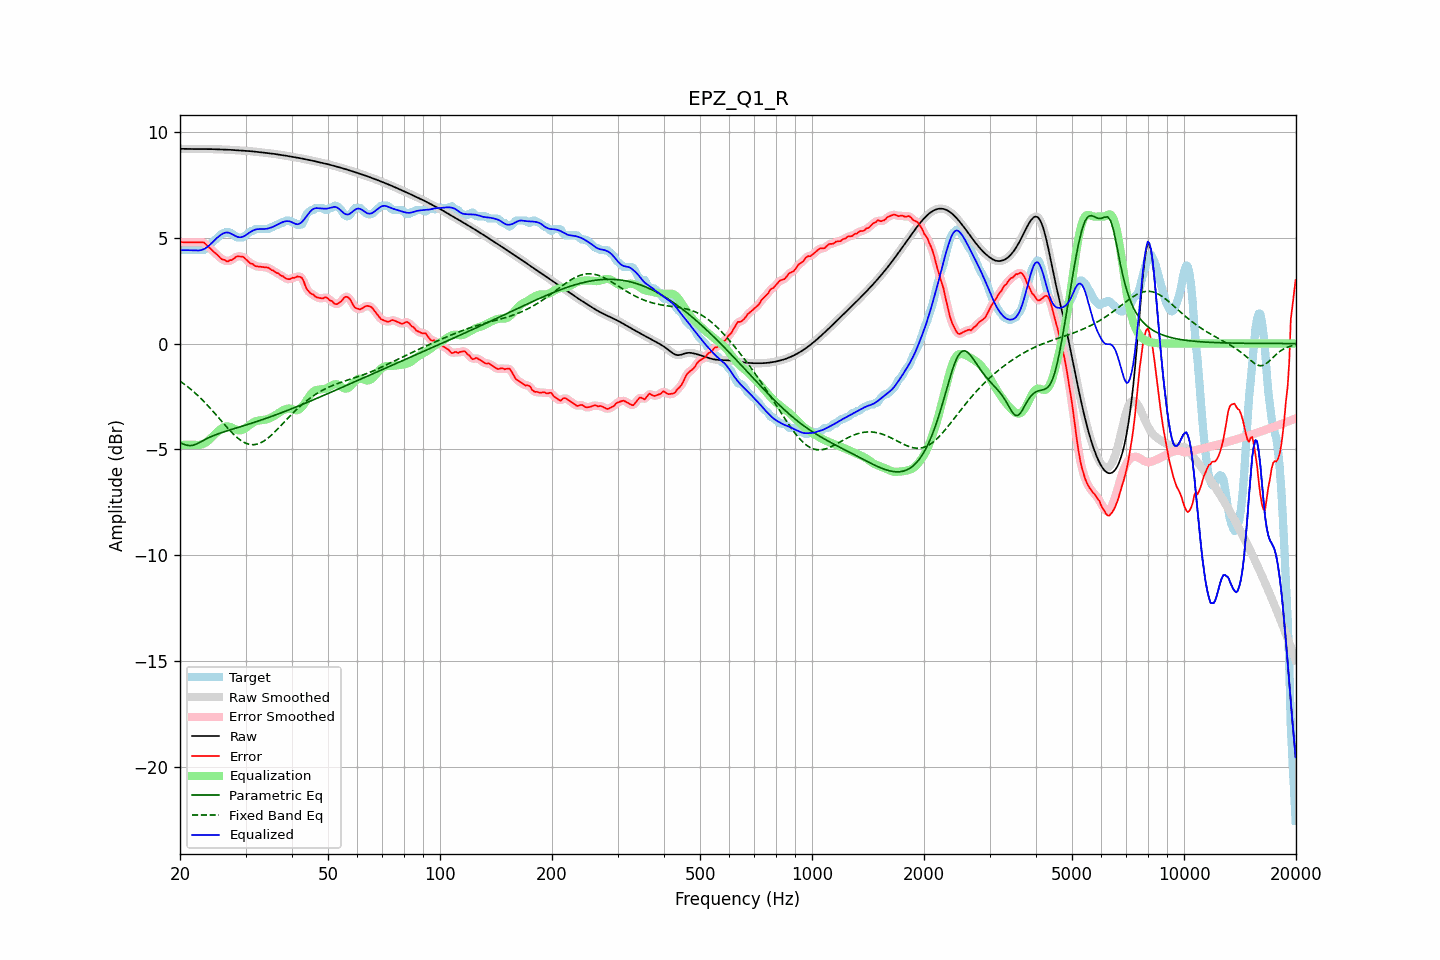 EPZ_Q1_R
10
5
0
−5
−10
−15
−20
Amplitude (dBr)
Target
Raw Smoothed
Error Smoothed
Raw
Error
Equalization
Parametric Eq
Fixed Band Eq
Equalized
20 50 100 200 500 1000 2000 5000 10000 20000
Frequency (Hz)